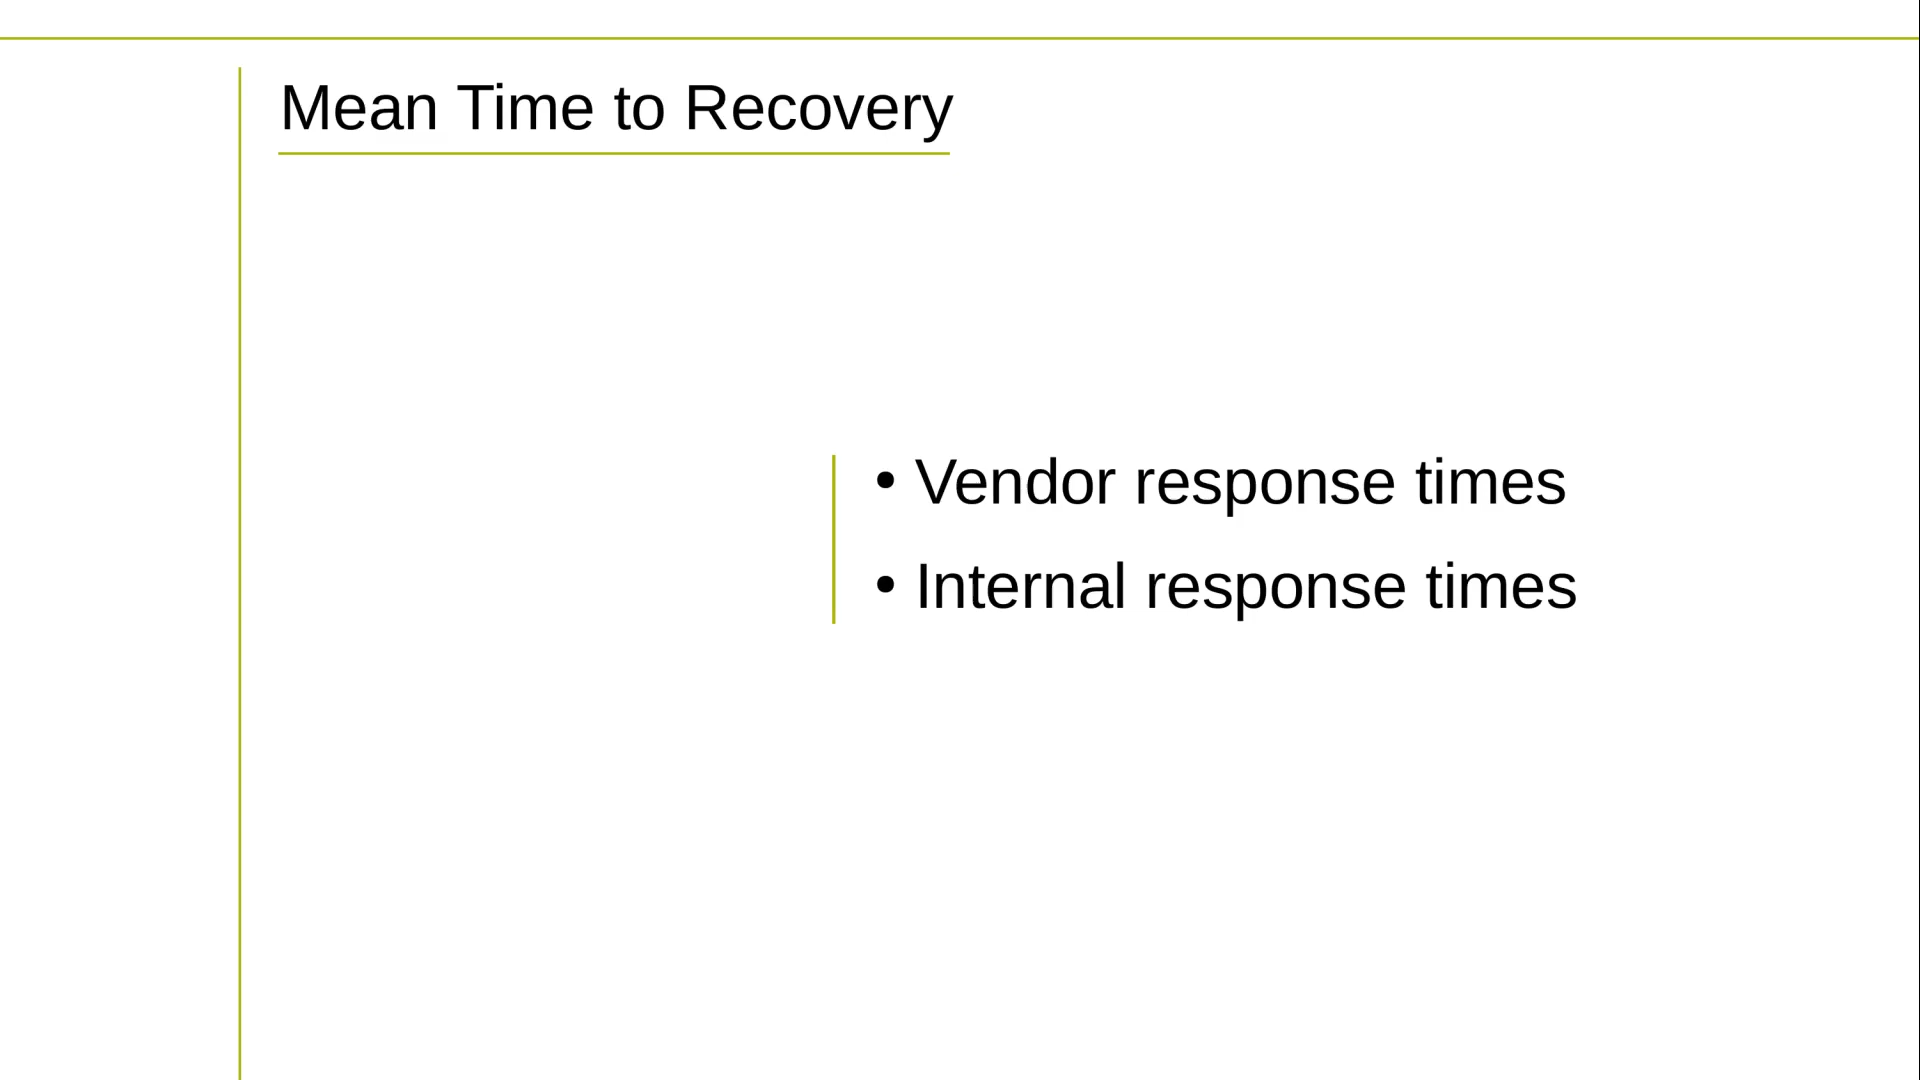 Mean Time to Recovery
• Vendor response times
• Internal response times